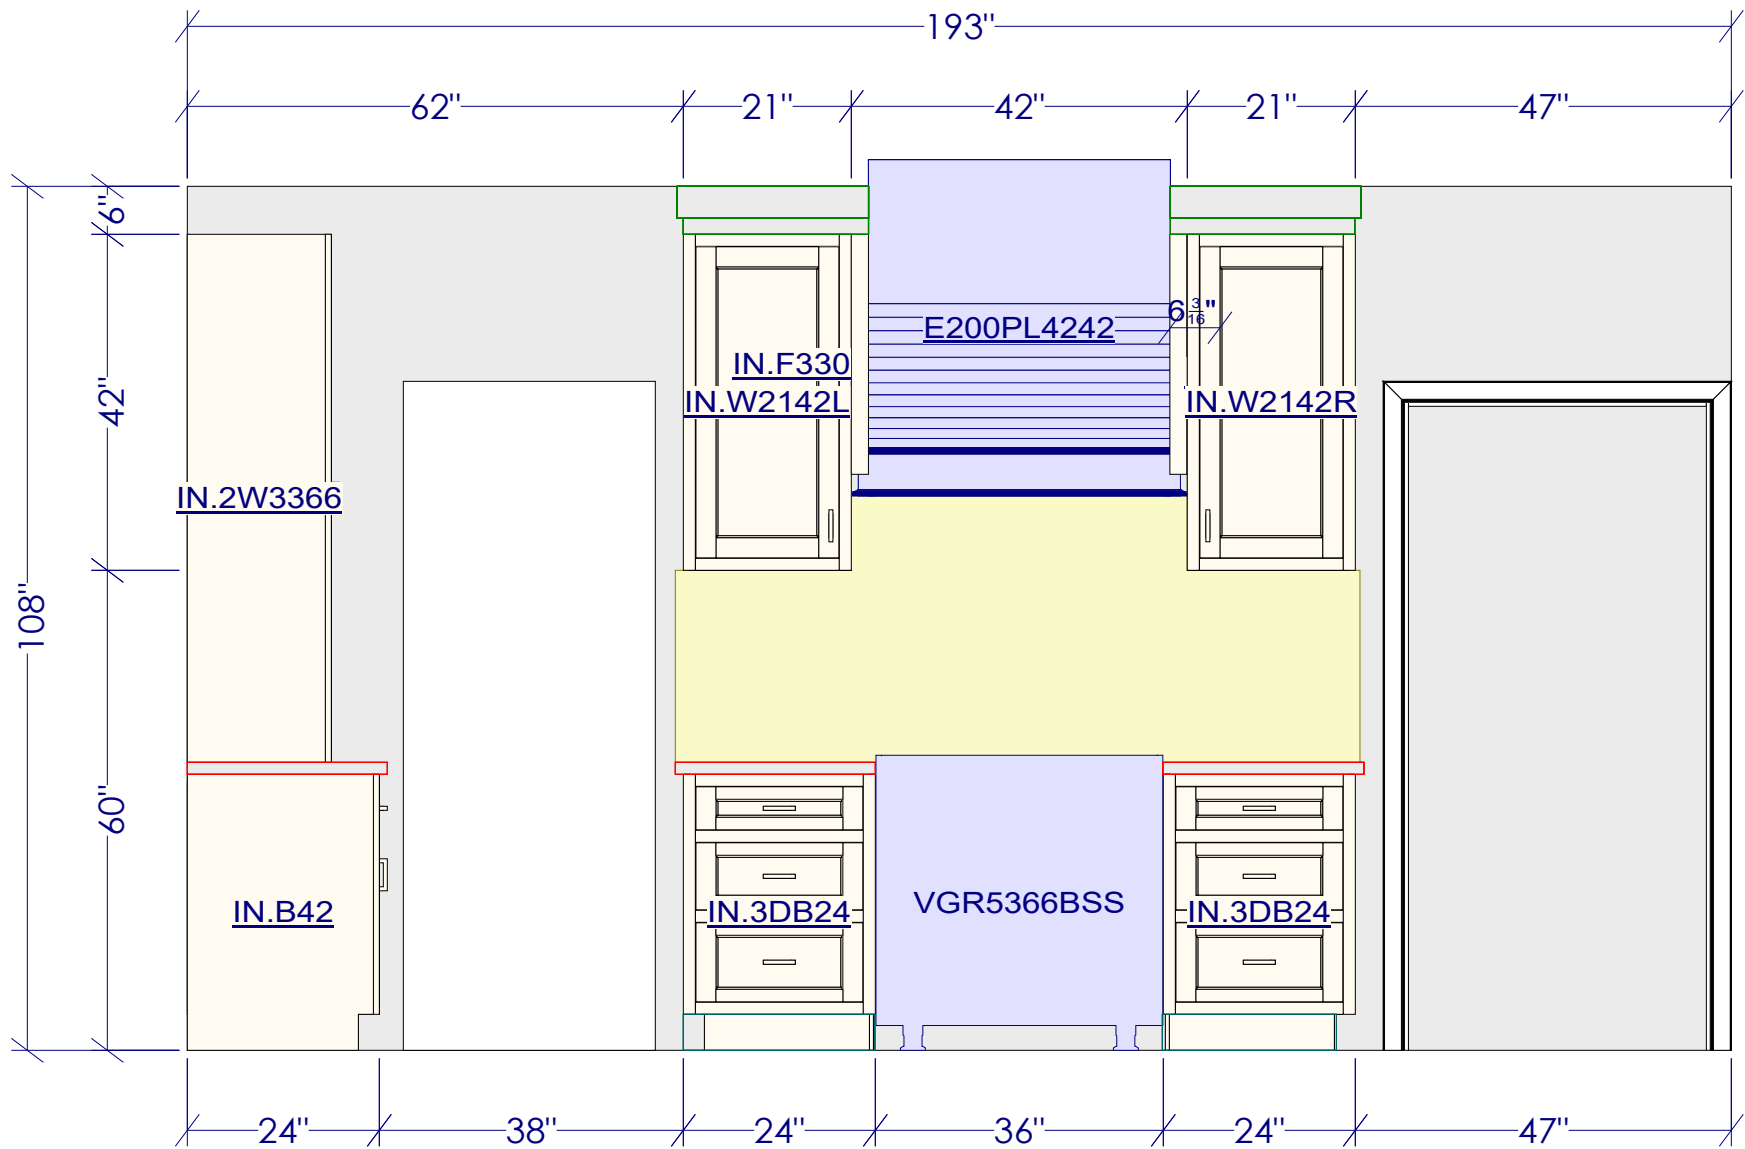 193"
62" 21" 42" 21" 47"
6"
42"
60"
108"
6 3/16"
E200PL4242
IN.F330
IN.W2142L
IN.W2142R
IN.2W3366
IN.B42
IN.3DB24
VGR5366BSS
IN.3DB24
24" 38" 24" 36" 24" 47"